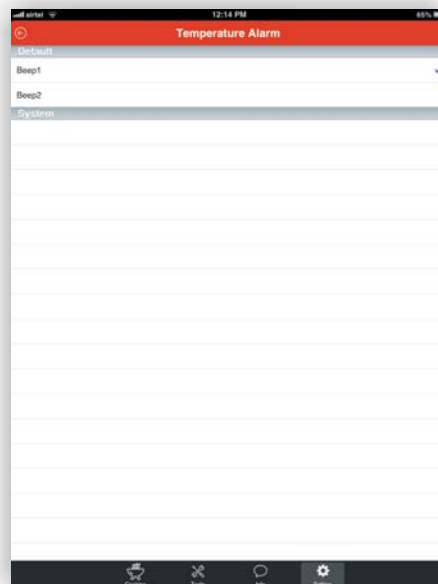 airtel
12:14 PM
65%
Temperature Alarm
Default
Beep1
Beep2
System